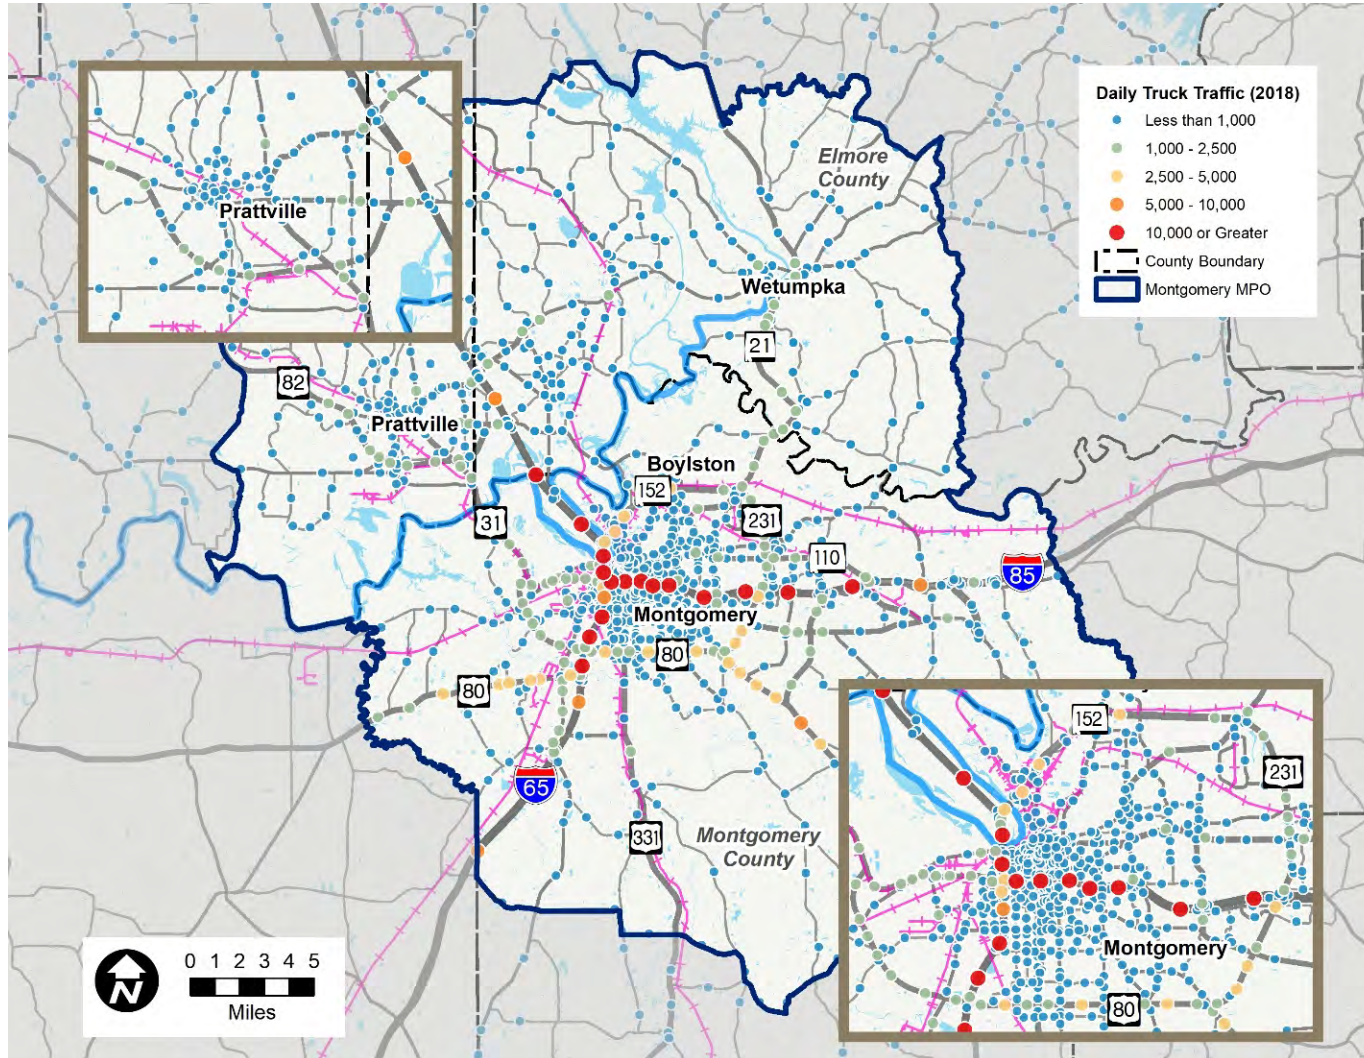 Daily Truck Traffic (2018)
Less than 1,000
1,000 - 2,500
2,500 - 5,000
5,000 - 10,000
10,000 or Greater
County Boundary
Montgomery MPO
Prattville
Elmore
County
Wetumpka
21
82
Prattville
Boylston
152
31
231
110
85
Montgomery
80
80
65
331
Montgomery
County
152
231
Montgomery
80
N
0 1 2 3 4 5
Miles